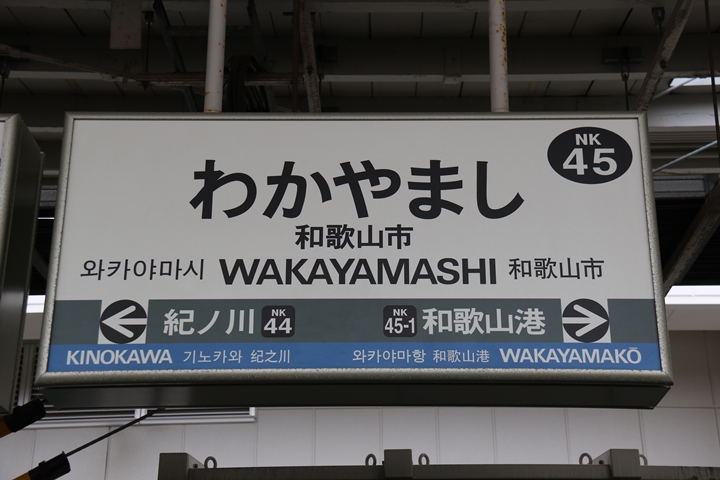 NK
45
わかやまし
和歌山市
와카야마시 WAKAYAMASHI 和歌山市
紀ノ川 NK 44 NK 45-1 和歌山港
KINOKAWA 기노카와 紀之川 와카야마항 和歌山港 WAKAYAMAKŌ